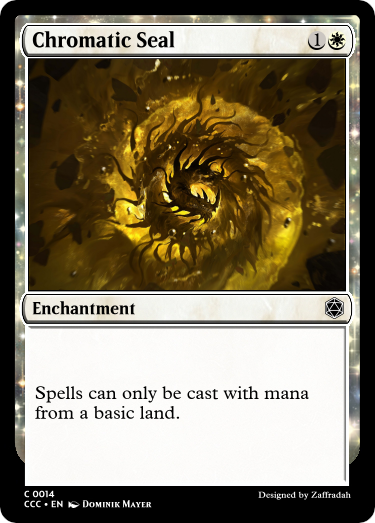 Chromatic Seal 1
Enchantment
Spells can only be cast with mana
from a basic land.
C 0014
CCC • EN Dominik Mayer
Designed by Zaffradah